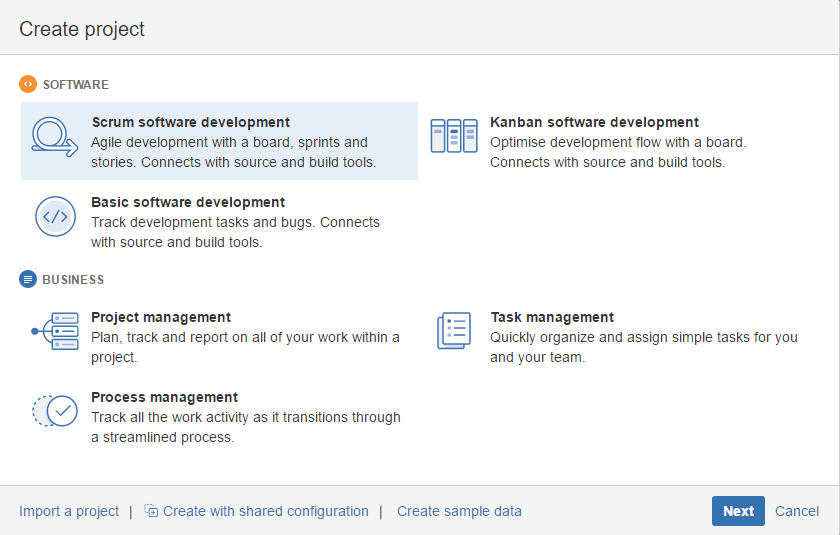 Create project
SOFTWARE
Scrum software development
Agile development with a board, sprints and
stories. Connects with source and build tools.
Kanban software development
Optimise development flow with a board.
Connects with source and build tools.
Basic software development
Track development tasks and bugs. Connects
with source and build tools.
BUSINESS
Project management
Plan, track and report on all of your work within a
project.
Task management
Quickly organize and assign simple tasks for you
and your team.
Process management
Track all the work activity as it transitions through
a streamlined process.
Import a project | Create with shared configuration | Create sample data Next Cancel